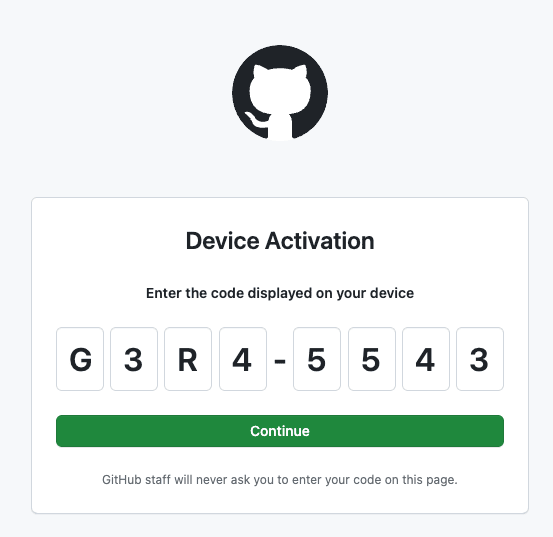 Device Activation
Enter the code displayed on your device
G 3 R 4 - 5 5 4 3
Continue
GitHub staff will never ask you to enter your code on this page.